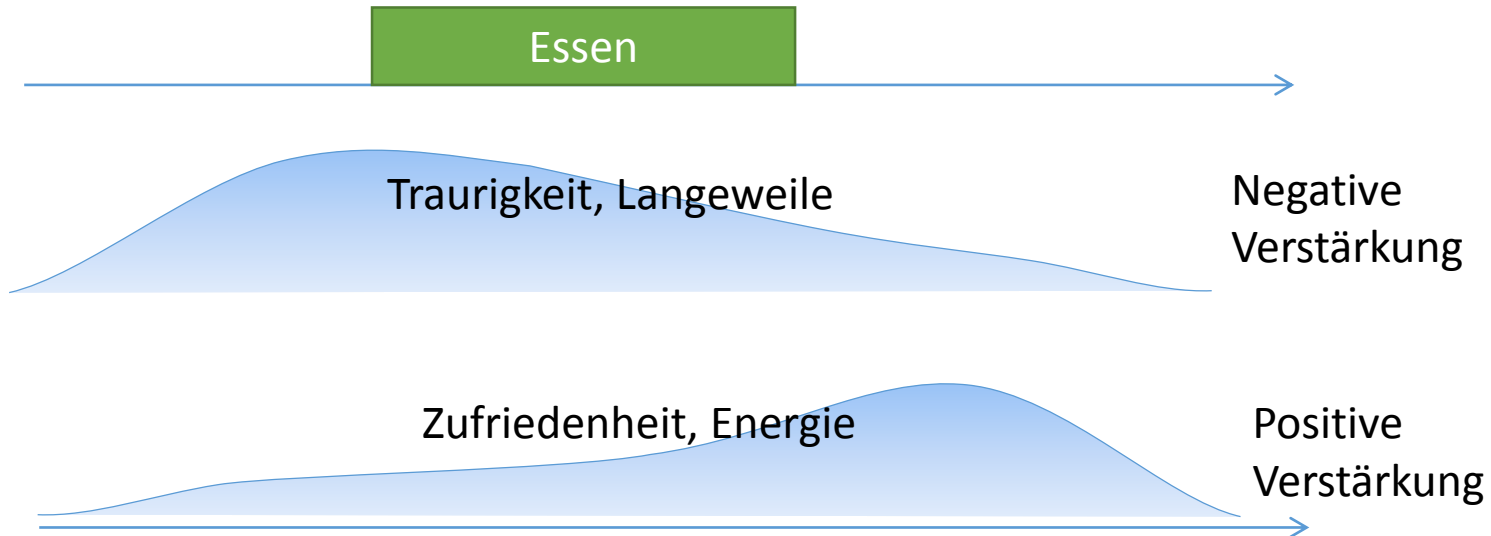 Essen
Traurigkeit, Langeweile
Negative
Verstärkung
Zufriedenheit, Energie
Positive
Verstärkung